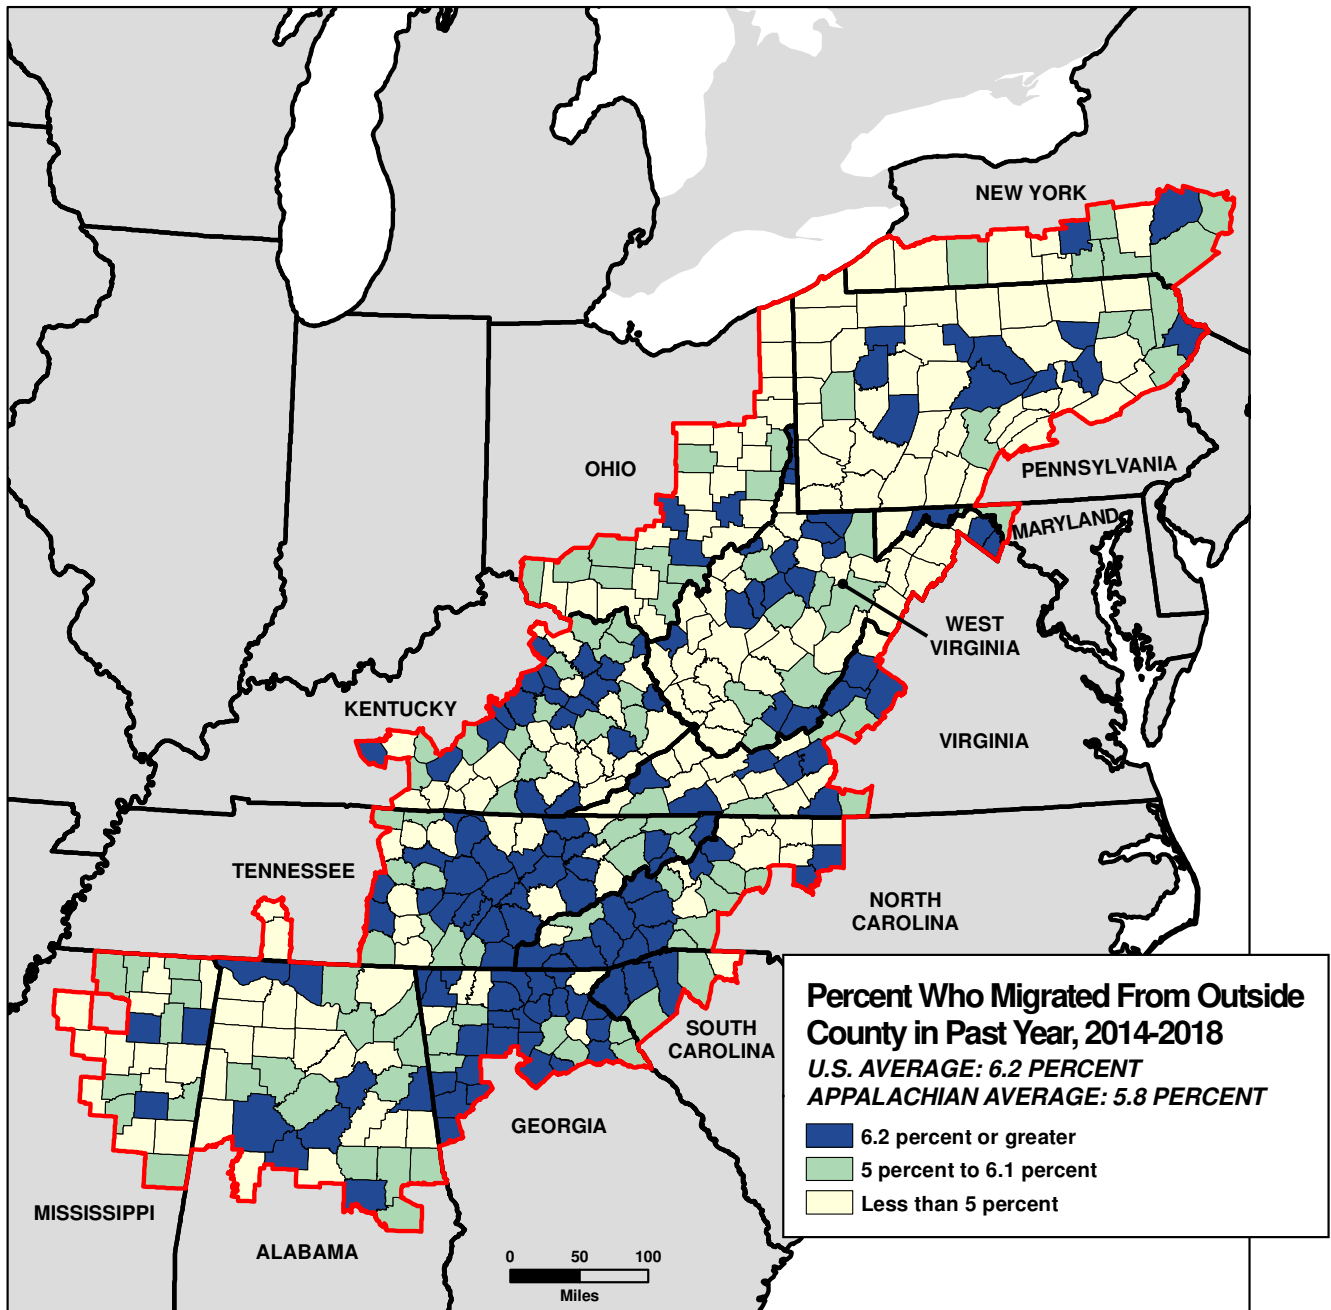 NEW YORK
OHIO
PENNSYLVANIA
MARYLAND
WEST
VIRGINIA
KENTUCKY
VIRGINIA
TENNESSEE
NORTH
CAROLINA
SOUTH
CAROLINA
GEORGIA
MISSISSIPPI
ALABAMA
Percent Who Migrated From Outside
County in Past Year, 2014-2018
U.S. AVERAGE: 6.2 PERCENT
APPALACHIAN AVERAGE: 5.8 PERCENT
6.2 percent or greater
5 percent to 6.1 percent
Less than 5 percent
0 50 100
Miles